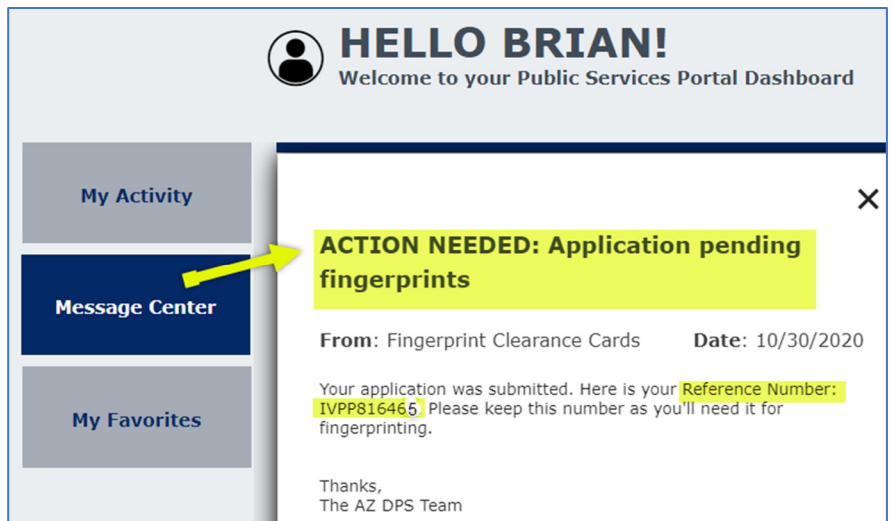 HELLO BRIAN!
Welcome to your Public Services Portal Dashboard
My Activity
Message Center
My Favorites
ACTION NEEDED: Application pending
fingerprints
From: Fingerprint Clearance Cards Date: 10/30/2020
Your application was submitted. Here is your Reference Number:
IVPP816465 Please keep this number as you'll need it for
fingerprinting.
Thanks,
The AZ DPS Team